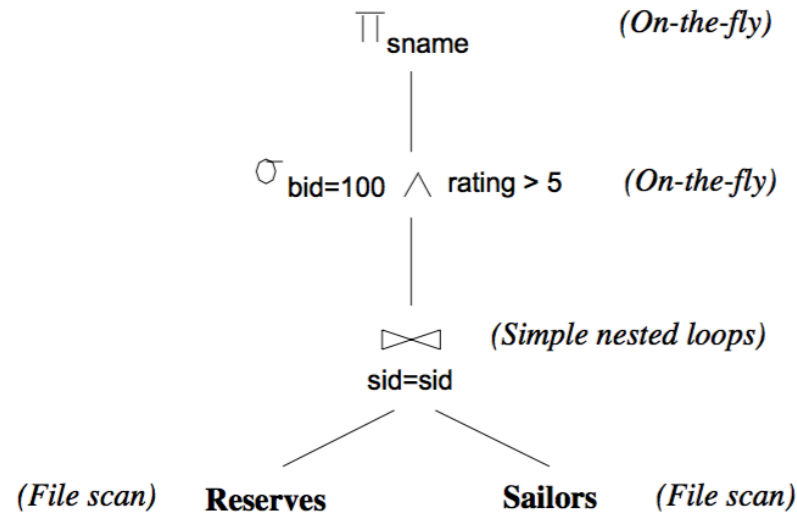 π sname (On-the-fly)
σ bid=100 ∧ rating > 5 (On-the-fly)
⋈ (Simple nested loops)
sid=sid
(File scan) Reserves Sailors (File scan)